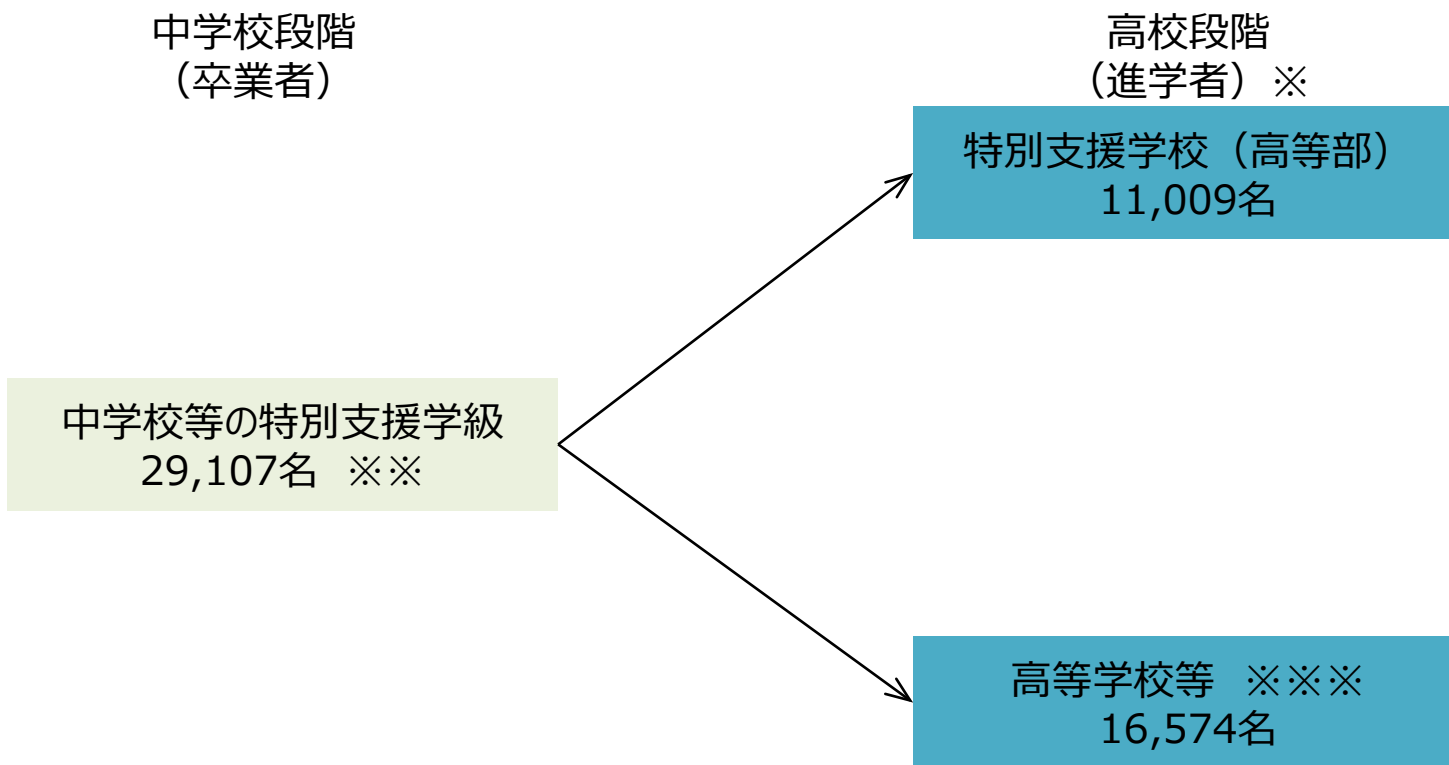 中学校段階
（卒業者）
高校段階
（進学者）※
特別支援学校（高等部）
11,009名
中学校等の特別支援学級
29,107名 ※※
高等学校等 ※※※
16,574名